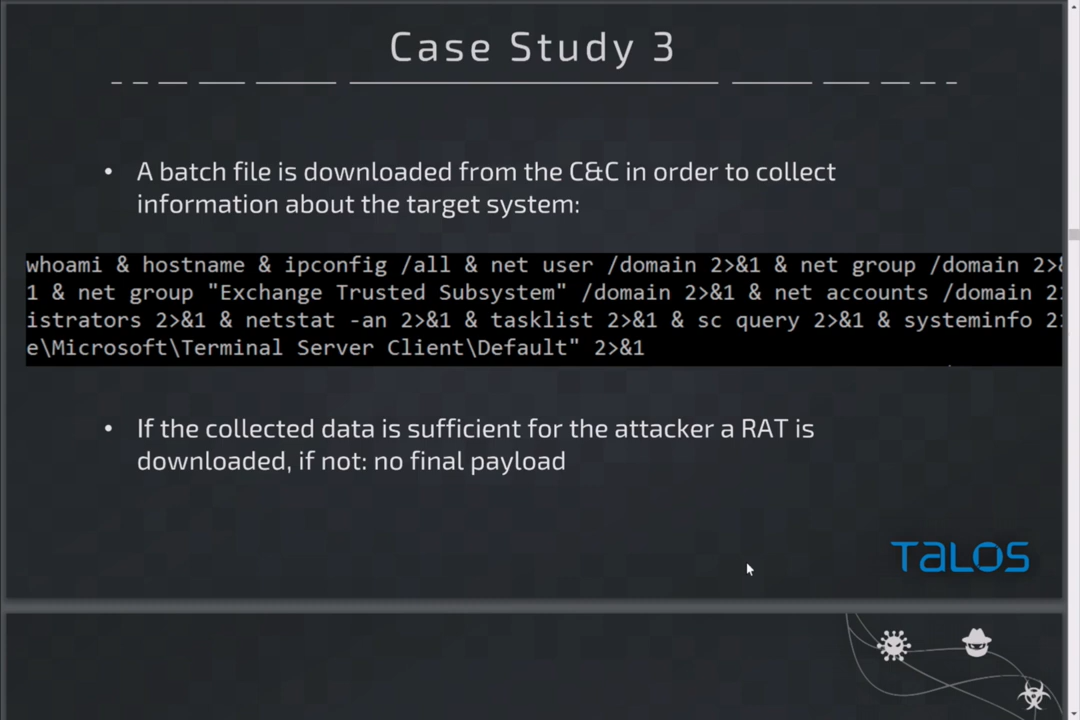 Case Study 3
• A batch file is downloaded from the C&C in order to collect
information about the target system:
whoami & hostname & ipconfig /all & net user /domain 2>&1 & net group /domain 2>&
1 & net group "Exchange Trusted Subsystem" /domain 2>&1 & net accounts /domain 2>
istrators 2>&1 & netstat -an 2>&1 & tasklist 2>&1 & sc query 2>&1 & systeminfo 2>
e\Microsoft\Terminal Server Client\Default" 2>&1
• If the collected data is sufficient for the attacker a RAT is
downloaded, if not: no final payload
TALOS